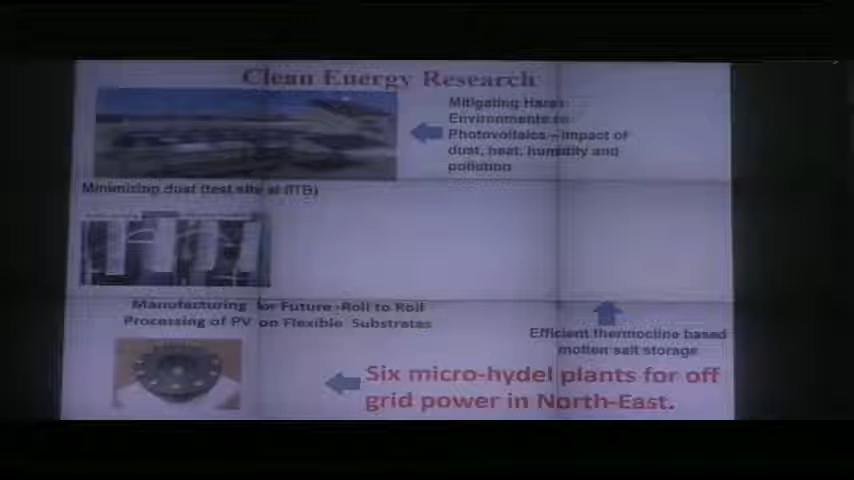 Clean Energy Research
Mitigating Harsh
Environments to
Photovoltaics – impact of
dust, heat, humidity and
pollution
Minimizing dust (test site at IITB)
Manufacturing for Future -Roll to Roll
Processing of PV on Flexible Substrates
Efficient thermocline based
molten salt storage
Six micro-hydel plants for off
grid power in North-East.